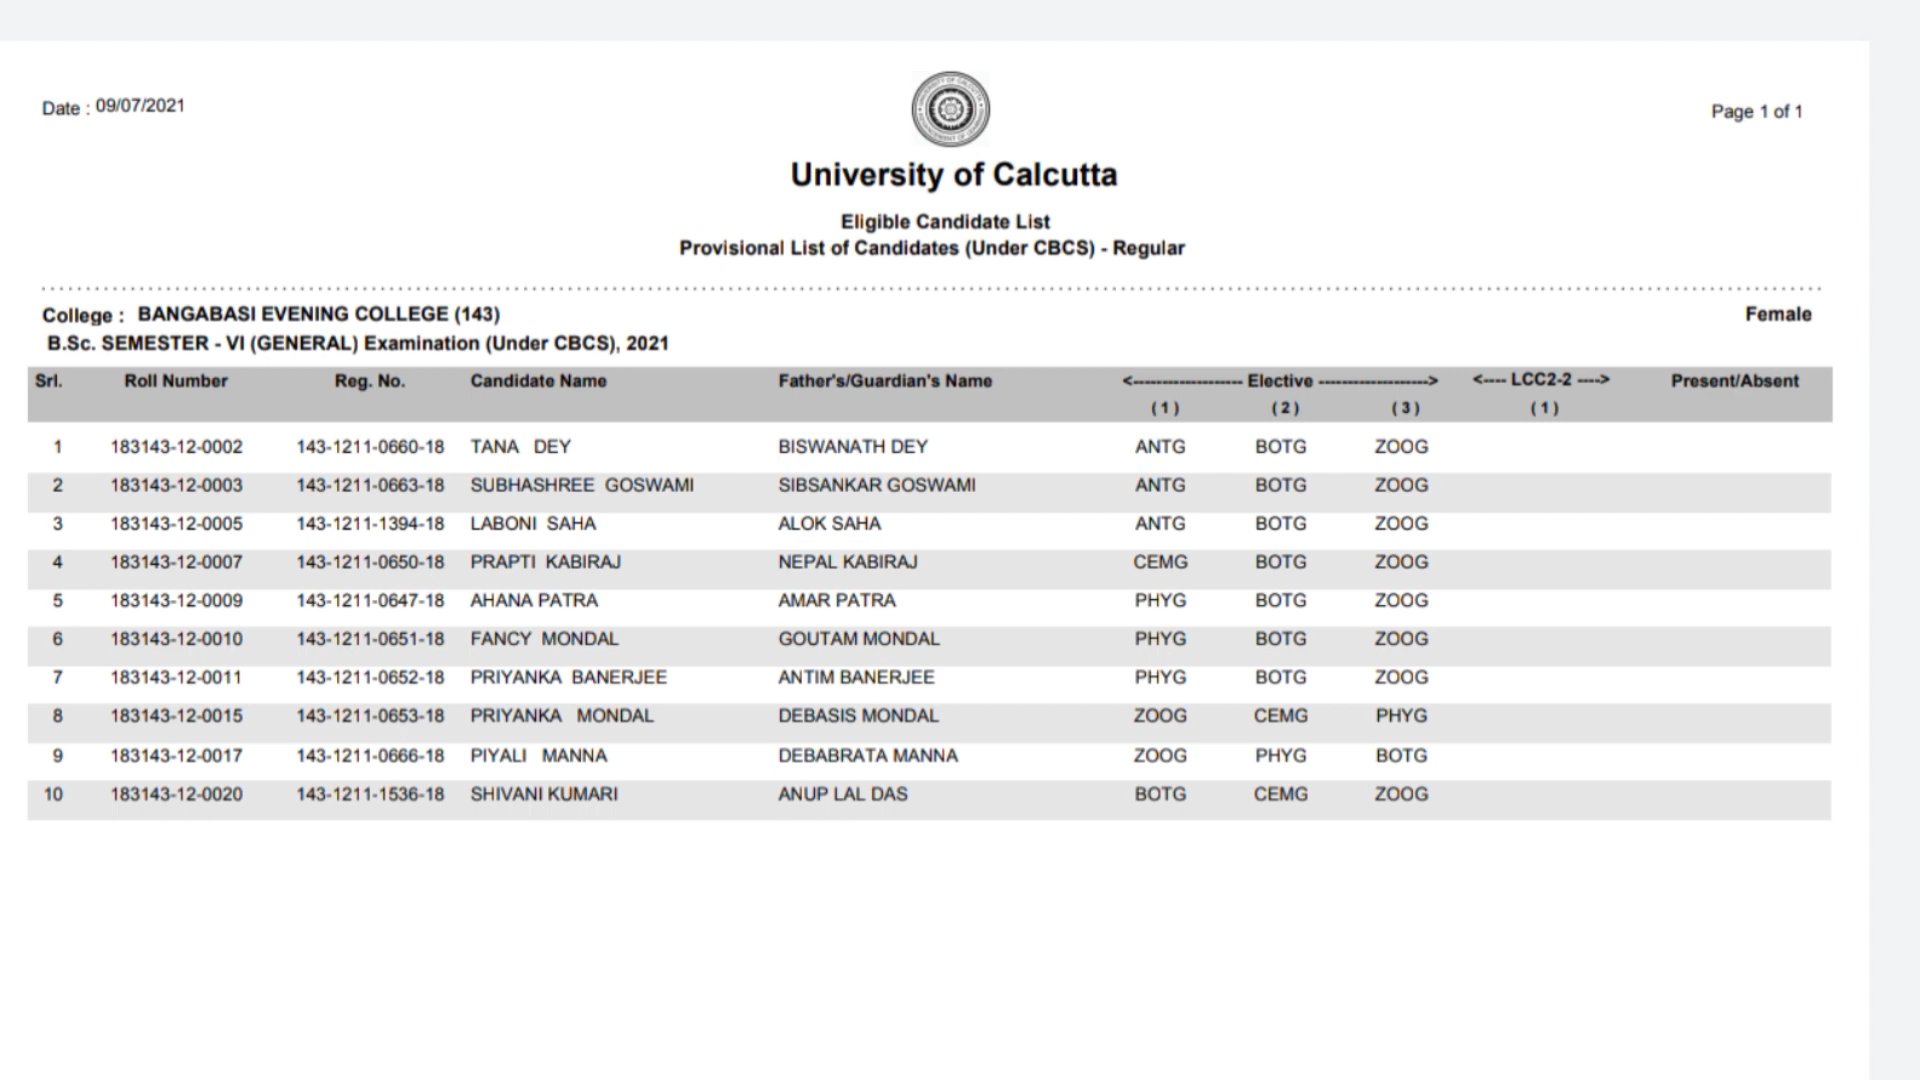 Date : 09/07/2021
Page 1 of 1
University of Calcutta
Eligible Candidate List
Provisional List of Candidates (Under CBCS) - Regular
College : BANGABASI EVENING COLLEGE (143) Female
B.Sc. SEMESTER - VI (GENERAL) Examination (Under CBCS), 2021
Srl. Roll Number Reg. No. Candidate Name Father's/Guardian's Name <-------------------- Elective --------------------> <---- LCC2-2 ----> Present/Absent
( 1 ) ( 2 ) ( 3 ) ( 1 )
1 183143-12-0002 143-1211-0660-18 TANA DEY BISWANATH DEY ANTG BOTG ZOOG
2 183143-12-0003 143-1211-0663-18 SUBHASHREE GOSWAMI SIBSANKAR GOSWAMI ANTG BOTG ZOOG
3 183143-12-0005 143-1211-1394-18 LABONI SAHA ALOK SAHA ANTG BOTG ZOOG
4 183143-12-0007 143-1211-0650-18 PRAPTI KABIRAJ NEPAL KABIRAJ CEMG BOTG ZOOG
5 183143-12-0009 143-1211-0647-18 AHANA PATRA AMAR PATRA PHYG BOTG ZOOG
6 183143-12-0010 143-1211-0651-18 FANCY MONDAL GOUTAM MONDAL PHYG BOTG ZOOG
7 183143-12-0011 143-1211-0652-18 PRIYANKA BANERJEE ANTIM BANERJEE PHYG BOTG ZOOG
8 183143-12-0015 143-1211-0653-18 PRIYANKA MONDAL DEBASIS MONDAL ZOOG CEMG PHYG
9 183143-12-0017 143-1211-0666-18 PIYALI MANNA DEBABRATA MANNA ZOOG PHYG BOTG
10 183143-12-0020 143-1211-1536-18 SHIVANI KUMARI ANUP LAL DAS BOTG CEMG ZOOG